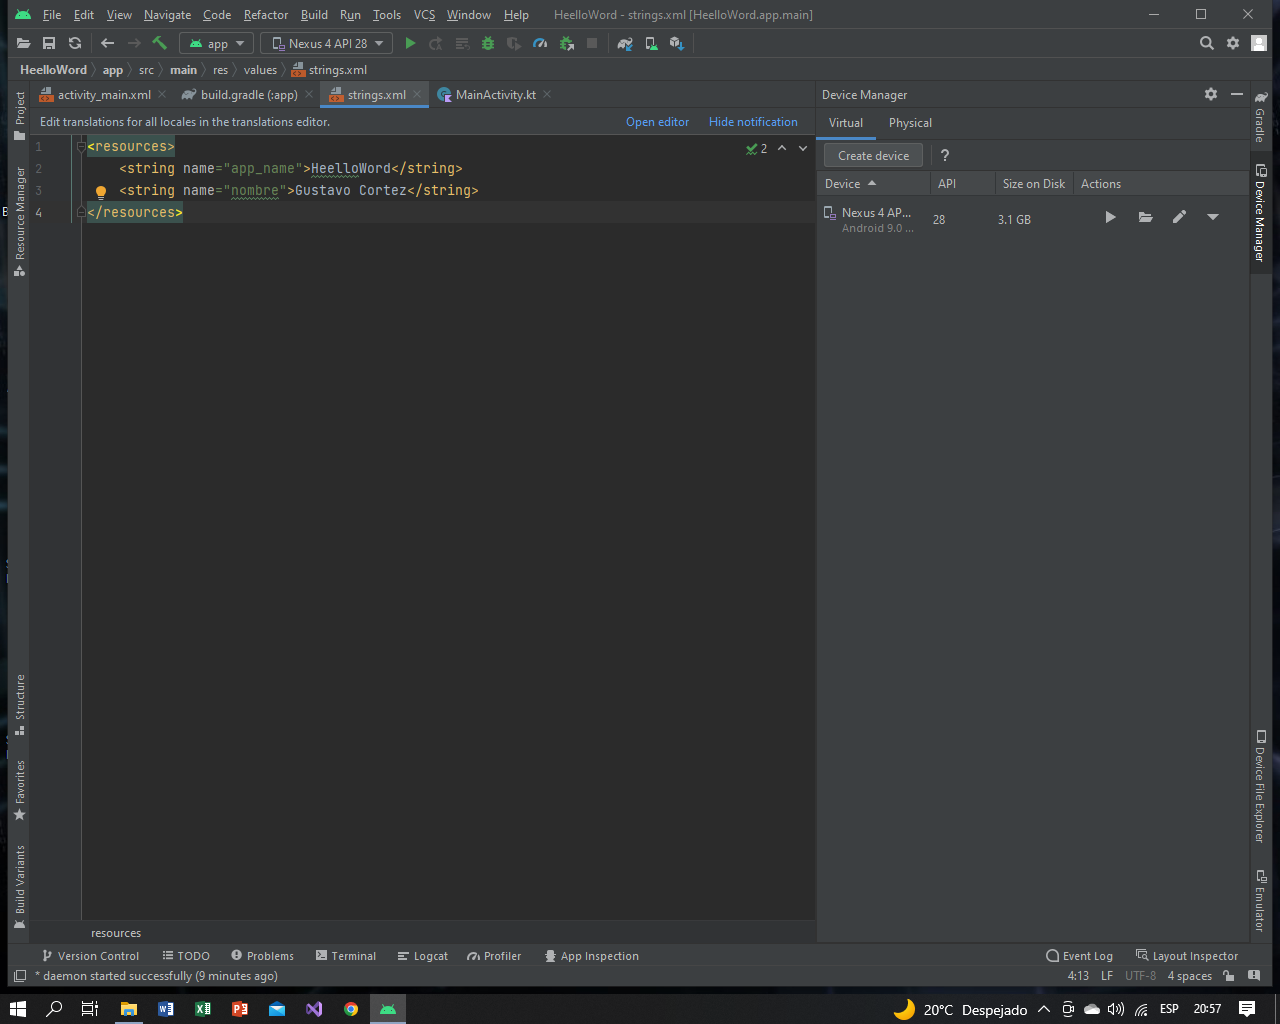 File Edit View Navigate Code Refactor Build Run Tools VCS Window Help HeelloWord - strings.xml [HeelloWord.app.main]
app Nexus 4 API 28
HeelloWord app src main res values strings.xml
activity_main.xml build.gradle (:app) strings.xml MainActivity.kt
Edit translations for all locales in the translations editor. Open editor Hide notification
1 <resources>
2 <string name="app_name">HeelloWord</string>
3 <string name="nombre">Gustavo Cortez</string>
4 </resources>
2
Device Manager
Virtual Physical
Create device ?
Device API Size on Disk Actions
Nexus 4 AP... 28 3.1 GB
Android 9.0 ...
Project
Resource Manager
Structure
Favorites
Build Variants
Gradle
Device Manager
Device File Explorer
Emulator
resources
Version Control TODO Problems Terminal Logcat Profiler App Inspection Event Log Layout Inspector
* daemon started successfully (9 minutes ago) 4:13 LF UTF-8 4 spaces
20°C Despejado ESP 20:57